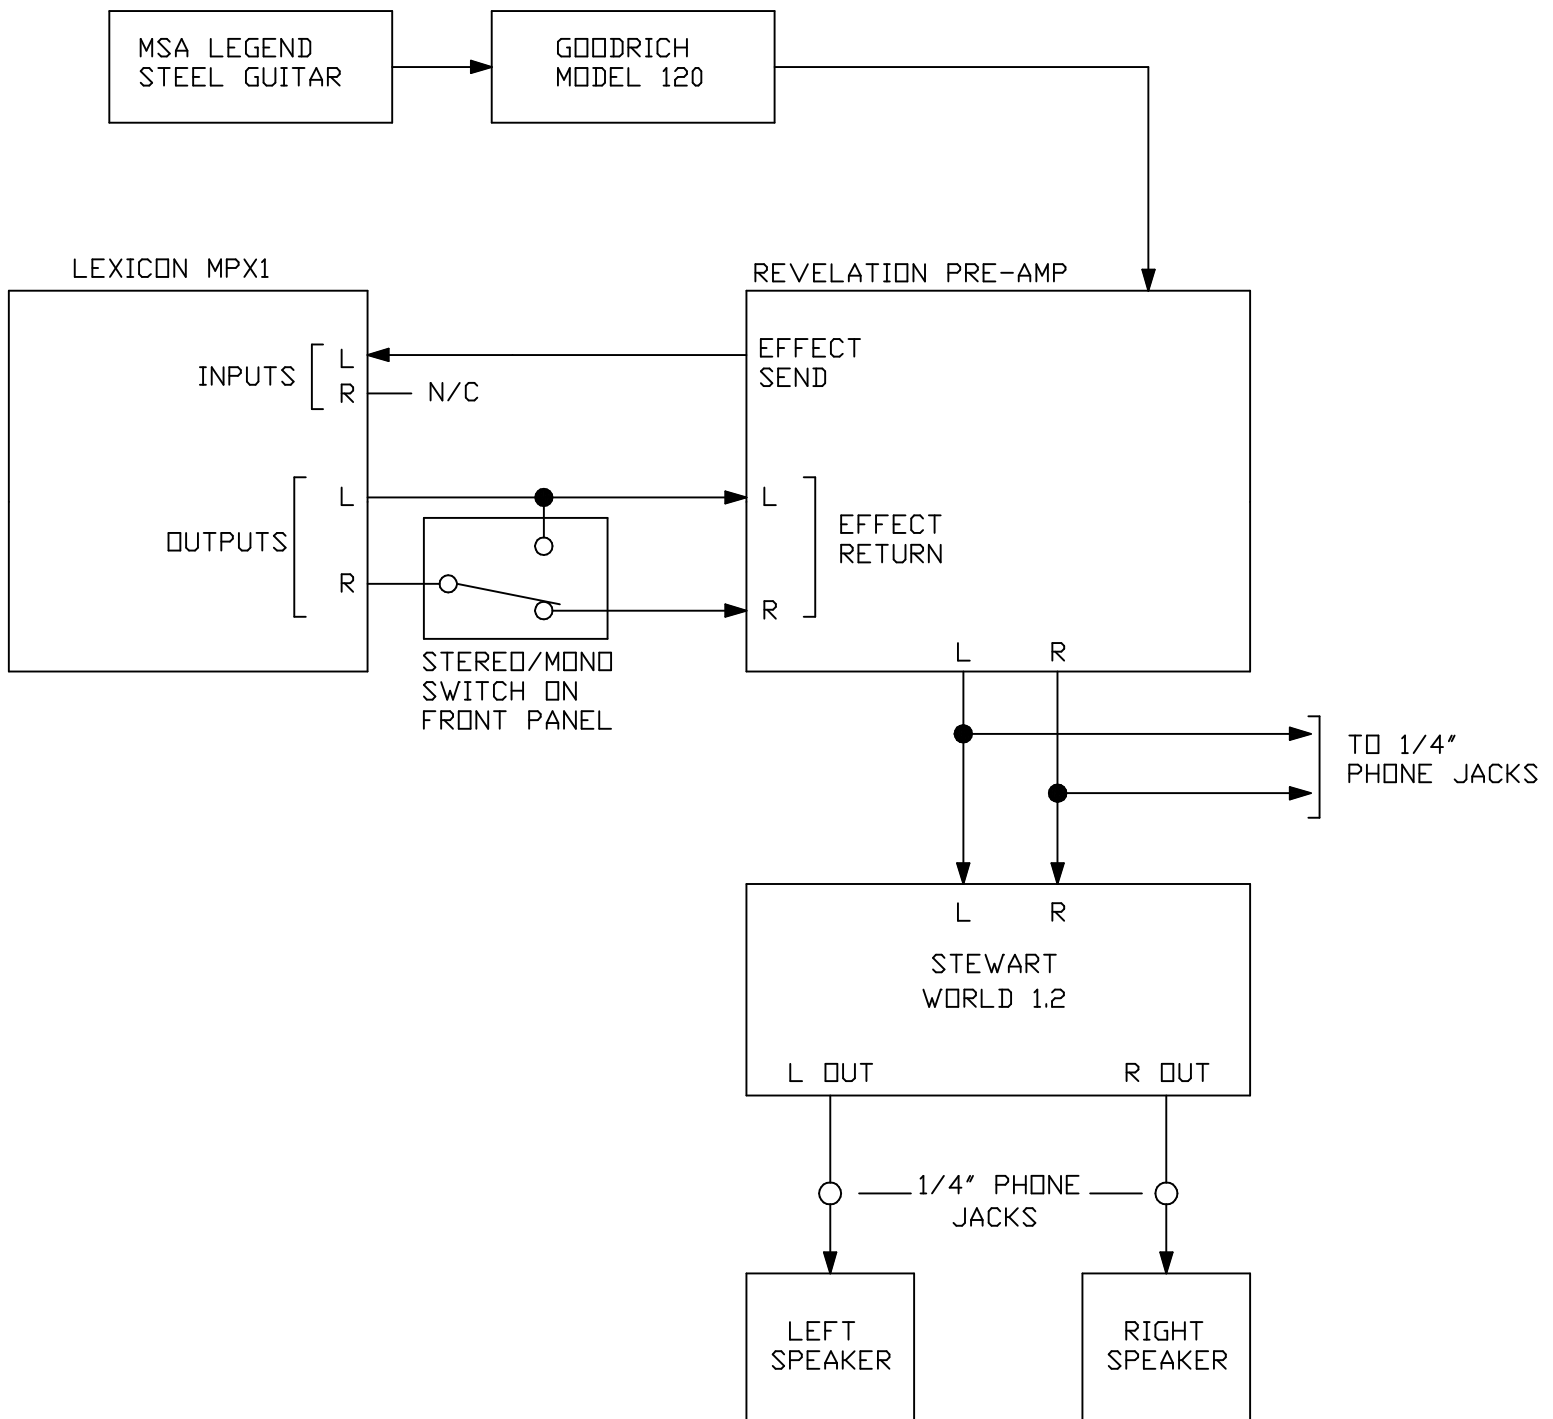 MSA LEGEND
STEEL GUITAR
GOODRICH
MODEL 120
LEXICON MPX1
REVELATION PRE-AMP
INPUTS
L
R
N/C
EFFECT
SEND
OUTPUTS
L
R
L
R
EFFECT
RETURN
STEREO/MONO
SWITCH ON
FRONT PANEL
L R
TO 1/4"
PHONE JACKS
L R
STEWART
WORLD 1.2
L OUT
R OUT
1/4" PHONE
JACKS
LEFT
SPEAKER
RIGHT
SPEAKER